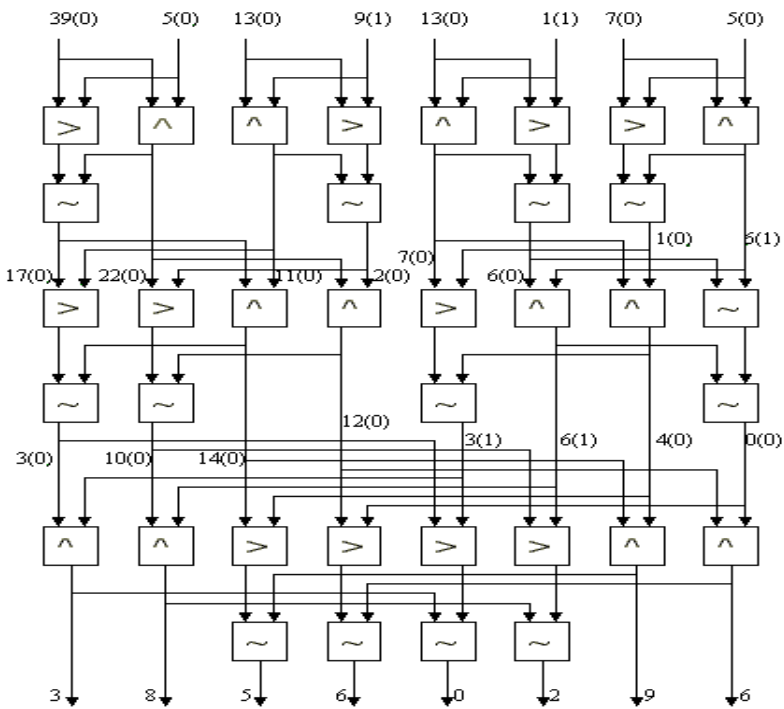 39(0) 5(0) 13(0) 9(1) 13(0) 1(1) 7(0) 5(0)
> ^ ^ > ^ > > ^
~ ~ ~ ~
1(0) 6(1)
7(0)
17(0) 22(0) 11(0) 2(0) 6(0)
> > ^ ^ > ^ ^ ~
~ ~ ~ ~
12(0)
3(1) 6(1) 4(0) 0(0)
3(0) 10(0) 14(0)
^ ^ > > > > ^ ^
~ ~ ~ ~
3 8 5 6 0 2 9 6